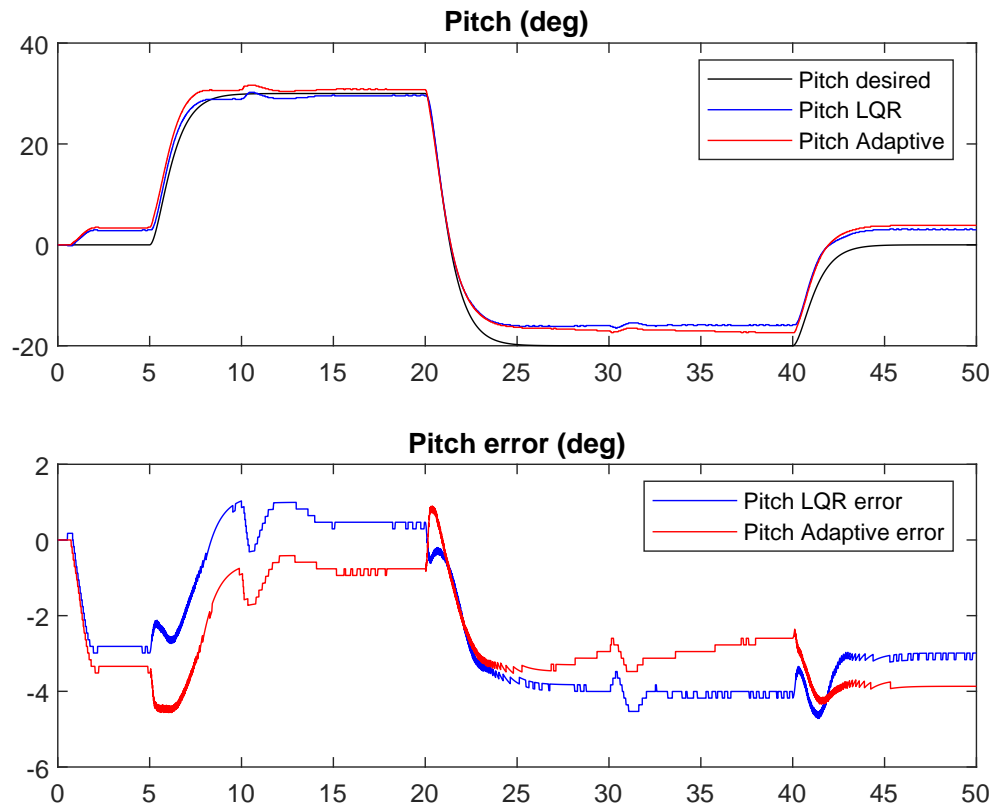 Pitch (deg)
40
20
0
-20
Pitch desired
Pitch LQR
Pitch Adaptive
0 5 10 15 20 25 30 35 40 45 50
Pitch error (deg)
2
0
-2
-4
-6
Pitch LQR error
Pitch Adaptive error
0 5 10 15 20 25 30 35 40 45 50